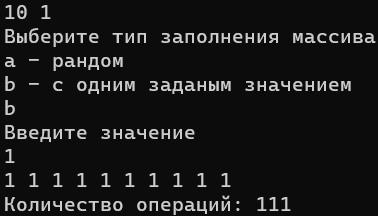 10 1
Выберите тип заполнения массива
a - рандом
b - с одним заданым значением
b
Введите значение
1
1 1 1 1 1 1 1 1 1 1
Количество операций: 111